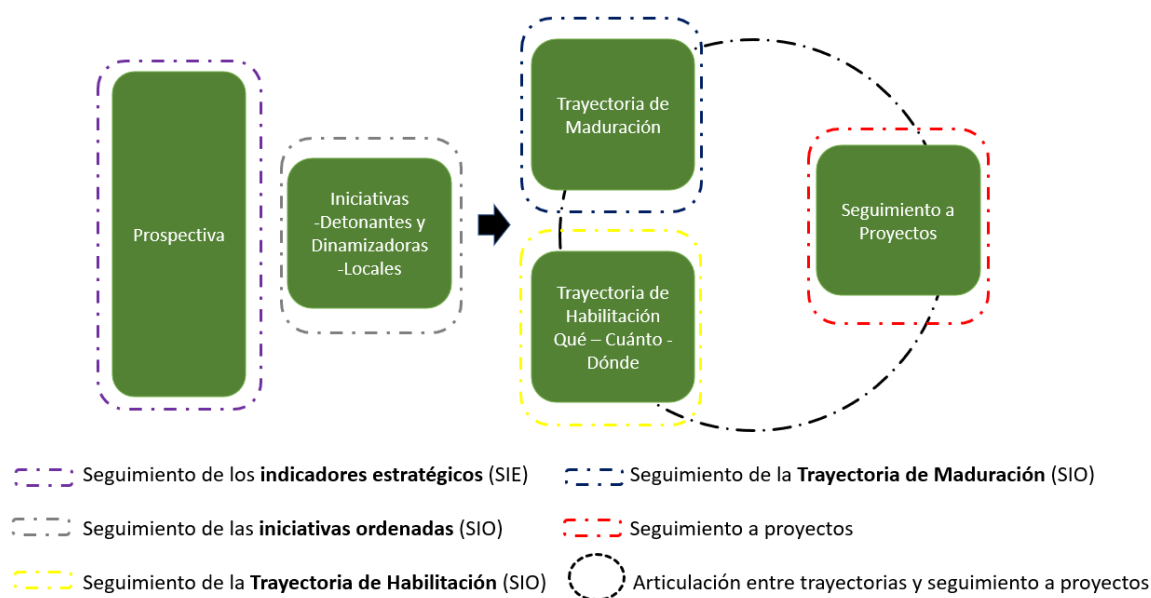 Prospectiva
Iniciativas
-Detonantes y
Dinamizadoras
-Locales
Trayectoria de
Maduración
Trayectoria de
Habilitación
Qué – Cuánto -
Dónde
Seguimiento a
Proyectos
Seguimiento de los indicadores estratégicos (SIE)
Seguimiento de la Trayectoria de Maduración (SIO)
Seguimiento de las iniciativas ordenadas (SIO)
Seguimiento a proyectos
Seguimiento de la Trayectoria de Habilitación (SIO)
Articulación entre trayectorias y seguimiento a proyectos